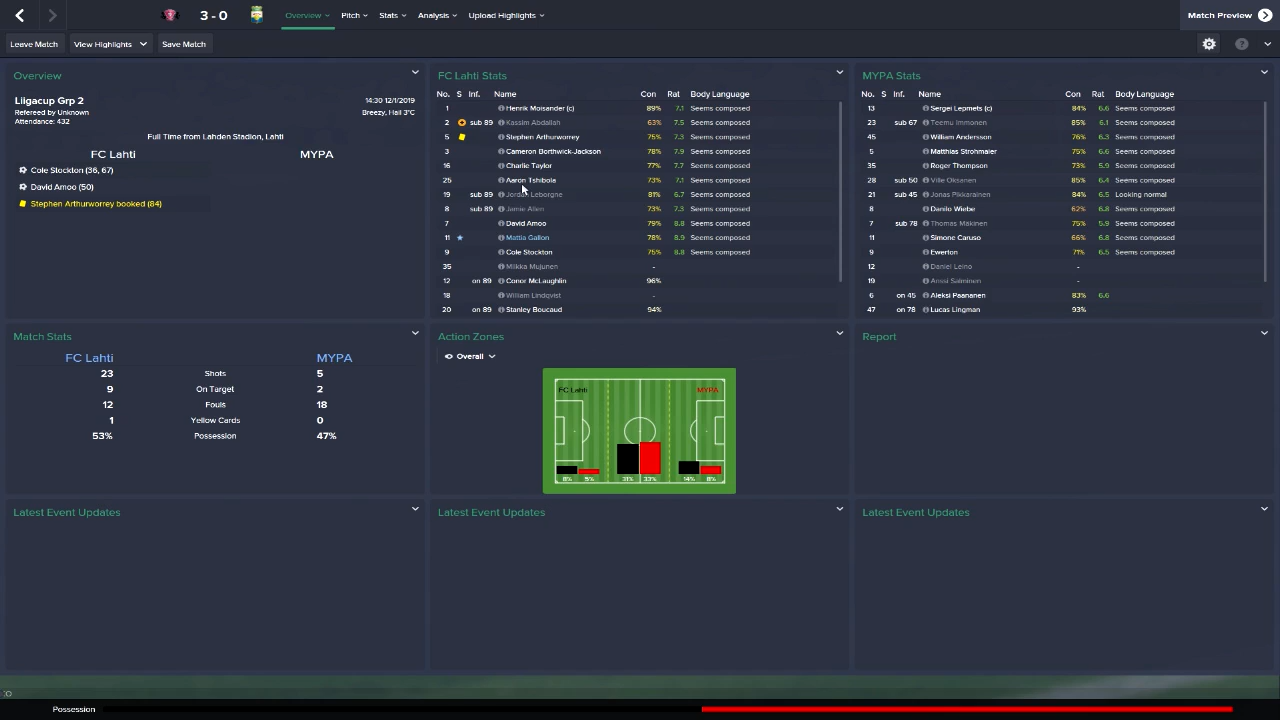 3 - 0
Overview
Pitch
Stats
Analysis
Upload Highlights
Match Preview
Leave Match
View Highlights
Save Match
Overview
Liigacup Grp 2
14:30 12/1/2019
Refereed by Unknown
Breezy, Hail 3°C
Attendance: 432
Full Time from Lahden Stadion, Lahti
FC Lahti MYPA
Cole Stockton (36, 67)
David Amoo (50)
Stephen Arthurworrey booked (84)
FC Lahti Stats
No. S Inf. Name Con Rat Body Language
1 Henrik Moisander (c) 89% 7.1 Seems composed
2 sub 89 Kassim Abdallah 63% 7.5 Seems composed
5 Stephen Arthurworrey 75% 7.3 Seems composed
3 Cameron Borthwick-Jackson 78% 7.9 Seems composed
16 Charlie Taylor 77% 7.7 Seems composed
25 Aaron Tshibola 73% 7.1 Seems composed
19 sub 89 Jordan Leborgne 81% 6.7 Seems composed
8 sub 89 Jamie Allen 73% 7.3 Seems composed
7 David Amoo 79% 8.8 Seems composed
11 Mattia Gallon 78% 8.9 Seems composed
9 Cole Stockton 75% 8.8 Seems composed
35 Miikka Mujunen -
12 on 89 Conor McLaughlin 96%
18 William Lindqvist -
20 on 89 Stanley Boucaud 94%
MYPA Stats
No. S Inf. Name Con Rat Body Language
13 Sergei Lepmets (c) 84% 6.6 Seems composed
23 sub 67 Teemu Immonen 85% 6.1 Seems composed
45 William Andersson 76% 6.3 Seems composed
5 Matthias Strohmaier 75% 6.6 Seems composed
35 Roger Thompson 73% 5.9 Seems composed
28 sub 50 Ville Oksanen 85% 6.4 Seems composed
21 sub 45 Jonas Pikkarainen 84% 6.5 Looking normal
8 Danilo Wiebe 62% 6.8 Seems composed
7 sub 78 Thomas Mäkinen 75% 5.9 Seems composed
11 Simone Caruso 66% 6.8 Seems composed
9 Ewerton 71% 6.5 Seems composed
12 Daniel Leino -
19 Anssi Salminen -
6 on 45 Aleksi Paananen 83% 6.6
47 on 78 Lucas Lingman 93%
Match Stats
FC Lahti MYPA
23 Shots 5
9 On Target 2
12 Fouls 18
1 Yellow Cards 0
53% Possession 47%
Action Zones
Overall
FC Lahti MYPA
8% 5% 31% 33% 14% 8%
Report
Latest Event Updates
Latest Event Updates
Latest Event Updates
Possession